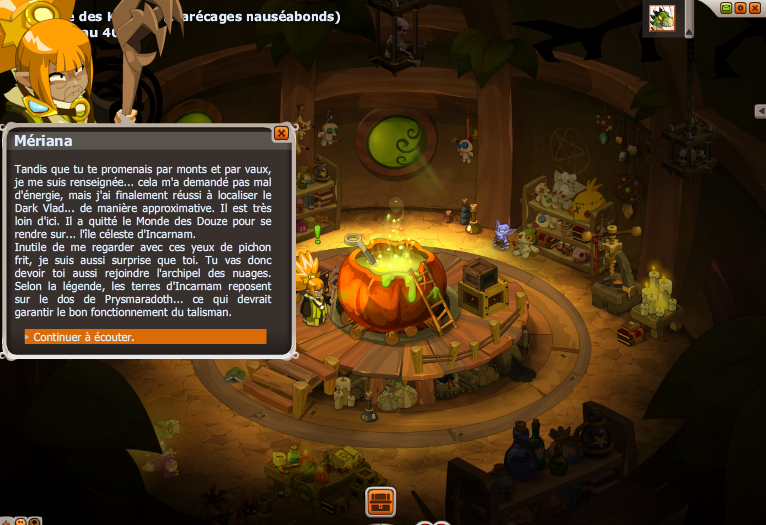 e des K arécages nauséabonds)
au 40
Mériana
Tandis que tu te promenais par monts et par vaux,
je me suis renseignée... cela m'a demandé pas mal
d'énergie, mais j'ai finalement réussi à localiser le
Dark Vlad... de manière approximative. Il est très
loin d'ici. Il a quitté le Monde des Douze pour se
rendre sur... l'île céleste d'Incarnam.
Inutile de me regarder avec ces yeux de pichon
frit, je suis aussi surprise que toi. Tu vas donc
devoir toi aussi rejoindre l'archipel des nuages.
Selon la légende, les terres d'Incarnam reposent
sur le dos de Prysmaradoth... ce qui devrait
garantir le bon fonctionnement du talisman.
Continuer à écouter.